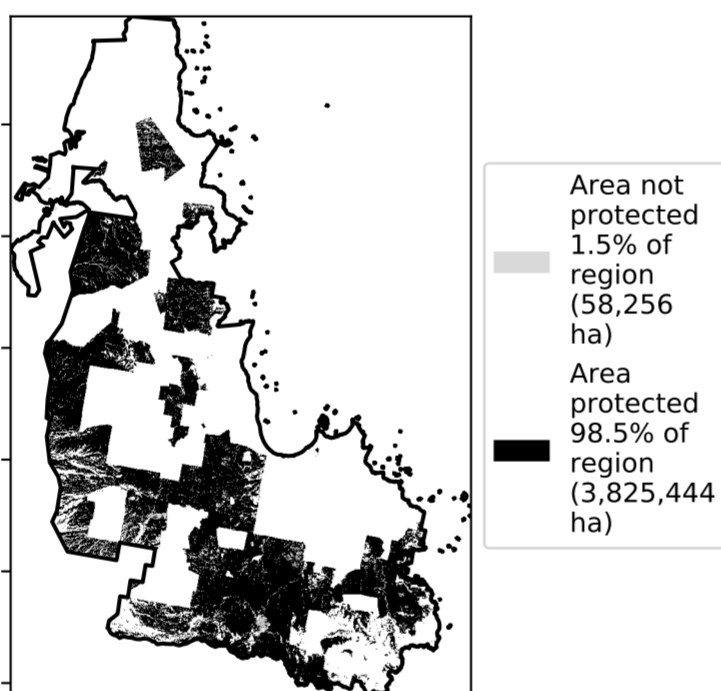 Area not
protected
1.5% of
region
(58,256
ha)
Area
protected
98.5% of
region
(3,825,444
ha)